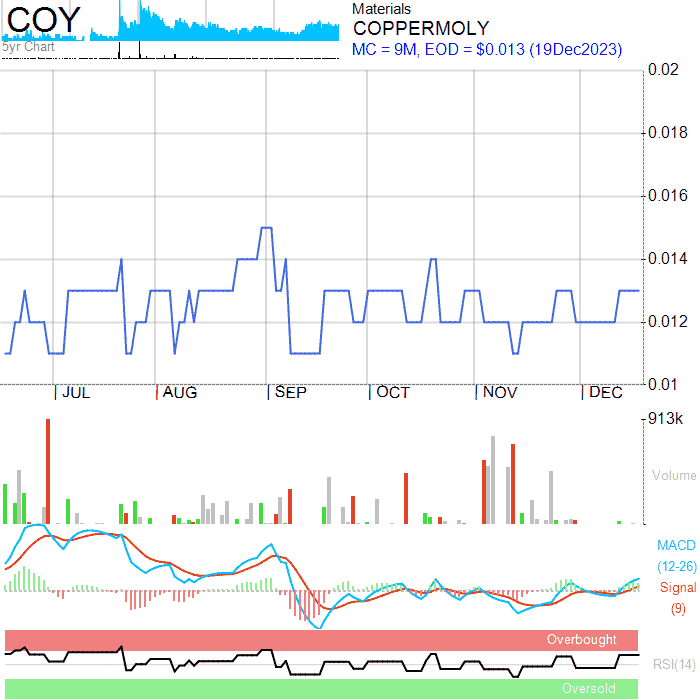 COY
5yr Chart
Materials
COPPERMOLY
MC = 9M, EOD = $0.013 (19Dec2023)
0.02
0.018
0.016
0.014
0.012
0.01
JUL AUG SEP OCT NOV DEC
913k
Volume
MACD
(12-26)
Signal
(9)
Overbought
RSI(14)
Oversold